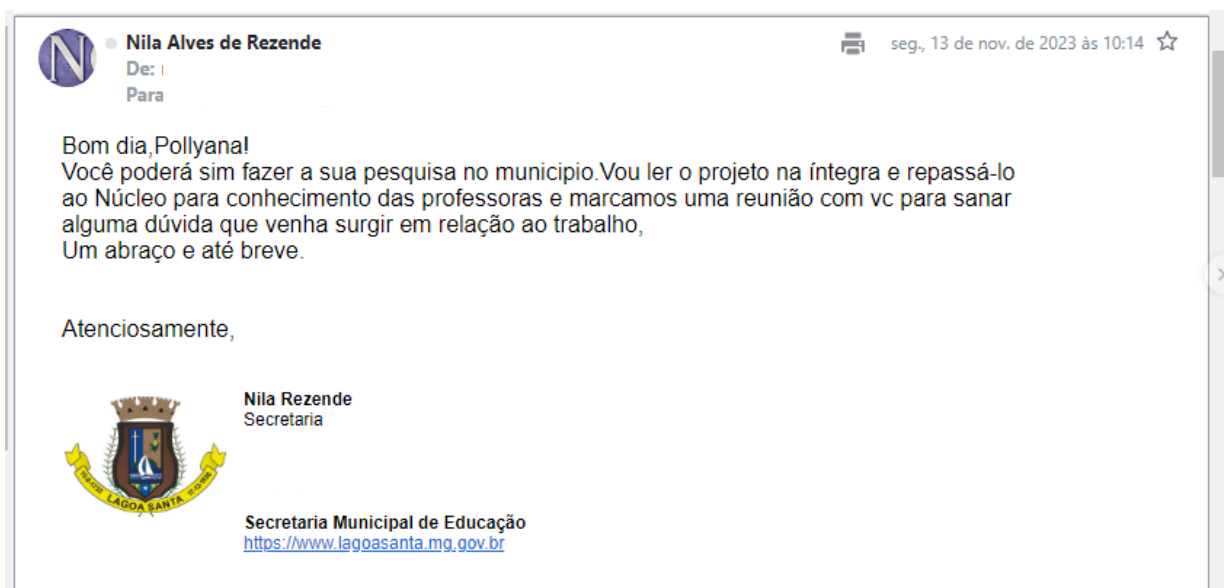 N
Nila Alves de Rezende
seg., 13 de nov. de 2023 às 10:14
De:
Para
Bom dia,Pollyana!
Você poderá sim fazer a sua pesquisa no municipio.Vou ler o projeto na íntegra e repassá-lo
ao Núcleo para conhecimento das professoras e marcamos uma reunião com vc para sanar
alguma dúvida que venha surgir em relação ao trabalho,
Um abraço e até breve.
Atenciosamente,
Nila Rezende
Secretaria
LAGOA SANTA
Secretaria Municipal de Educação
https://www.lagoasanta.mg.gov.br